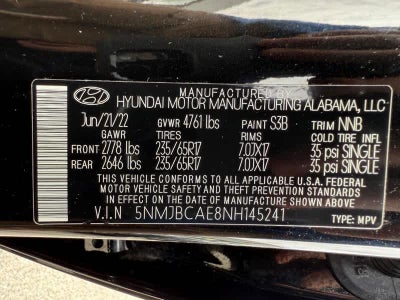 MANUFACTURED BY
HYUNDAI MOTOR MANUFACTURING ALABAMA, LLC
Jun/21/22 GVWR 4761 lbs PAINT S3B TRIM NNB
GAWR TIRES RIMS COLD TIRE INFL
FRONT 2778 lbs 235/65R17 7.0JX17 35 psi SINGLE
REAR 2646 lbs 235/65R17 7.0JX17 35 psi SINGLE
THIS VEHICLE CONFORMS TO ALL APPLICABLE
MOTOR VEHICLE SAFETY AND THEFT PREVENTION STANDARDS
IN EFFECT ON THE DATE OF MANUFACTURE SHOWN ABOVE
V.I.N 5NMJBCAE8NH145241 TYPE: MPV